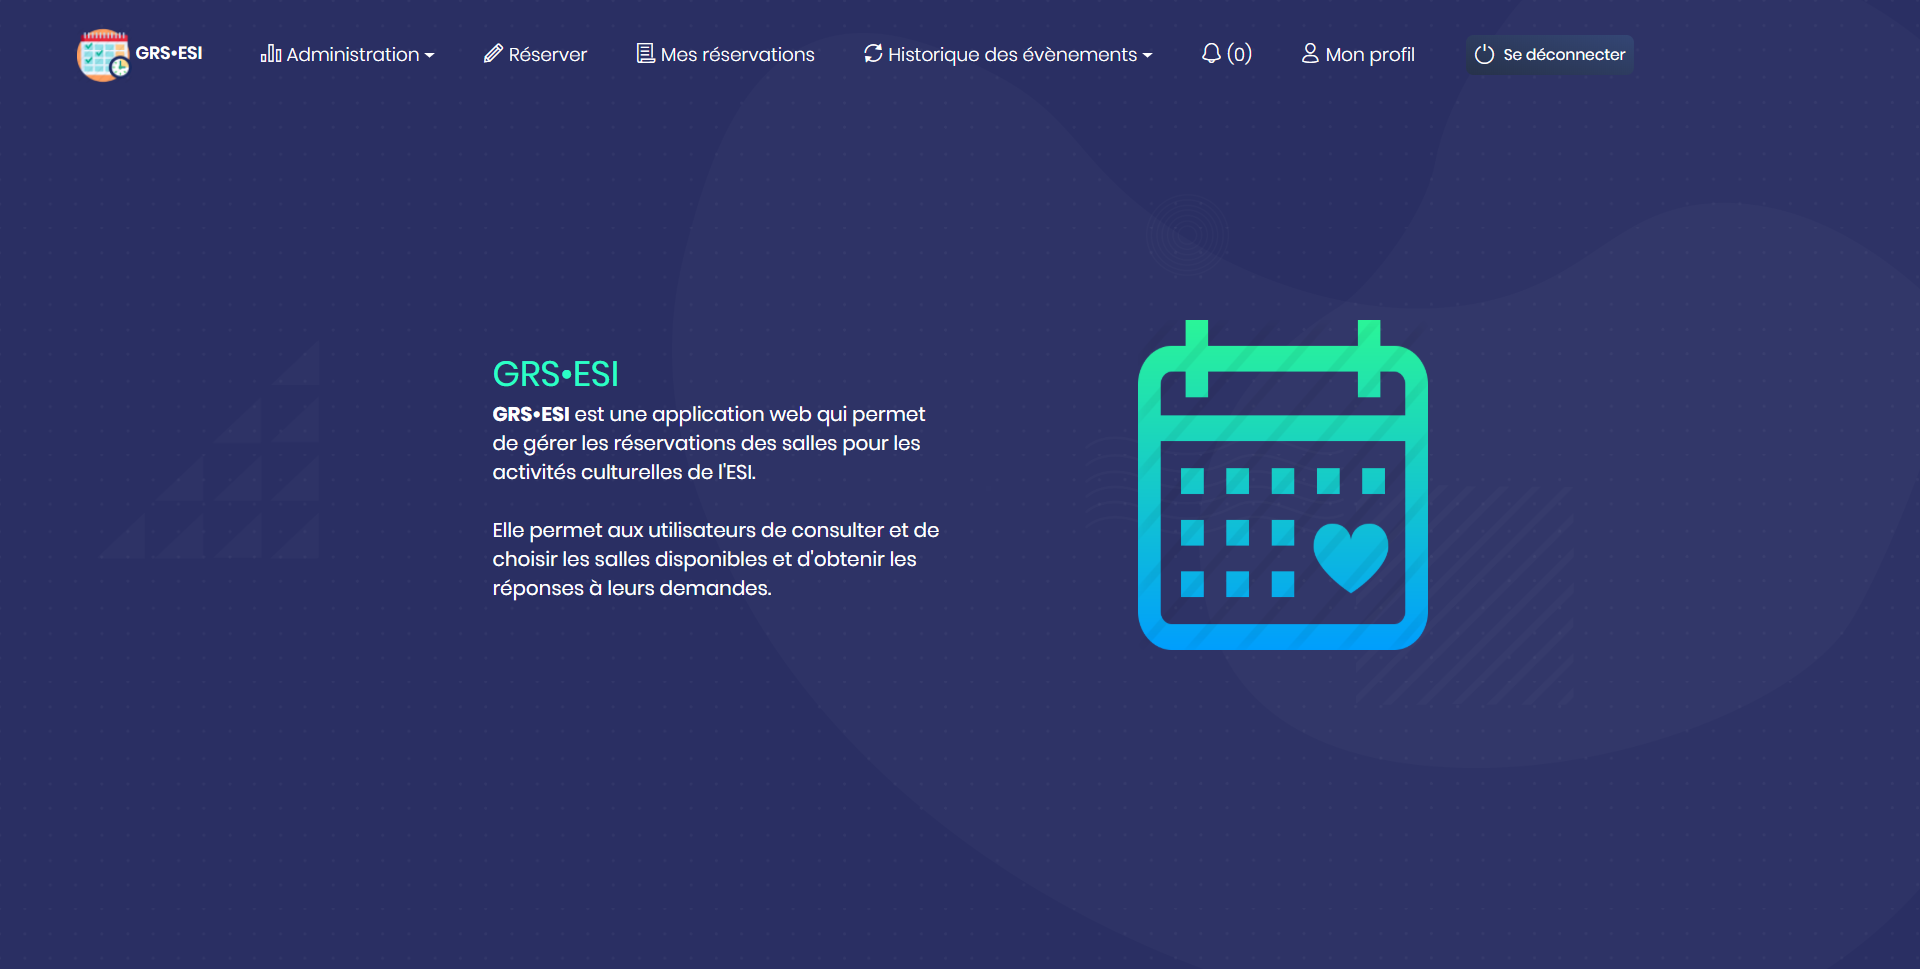 GRS•ESI
Administration
Réserver
Mes réservations
Historique des évènements
(0)
Mon profil
Se déconnecter
GRS•ESI
GRS•ESI est une application web qui permet
de gérer les réservations des salles pour les
activités culturelles de l'ESI.
Elle permet aux utilisateurs de consulter et de
choisir les salles disponibles et d'obtenir les
réponses à leurs demandes.